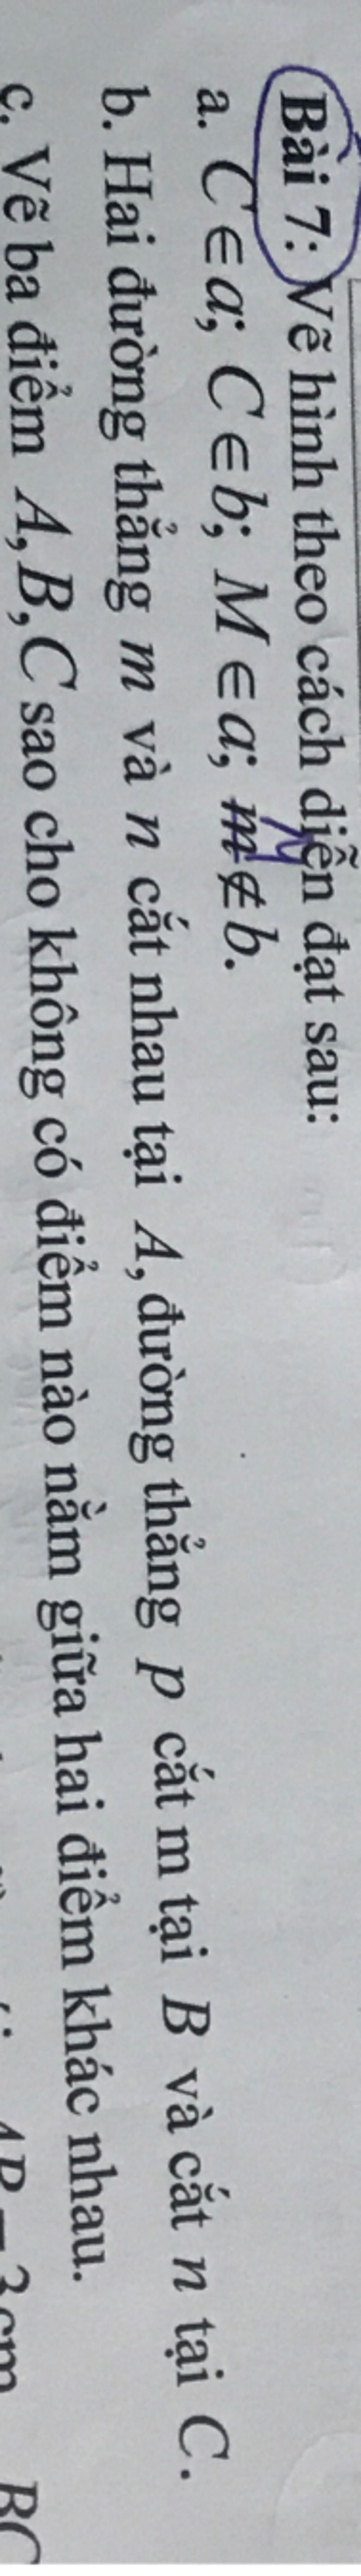 Bài 7: Vẽ hình theo cách diễn đạt sau:
a. C ∈ a; C ∈ b; M ∈ a; m ∉ b.
b. Hai đường thẳng m và n cắt nhau tại A, đường thẳng p cắt m tại B và cắt n tại C.
c. Vẽ ba điểm A, B, C sao cho không có điểm nào nằm giữa hai điểm khác nhau.